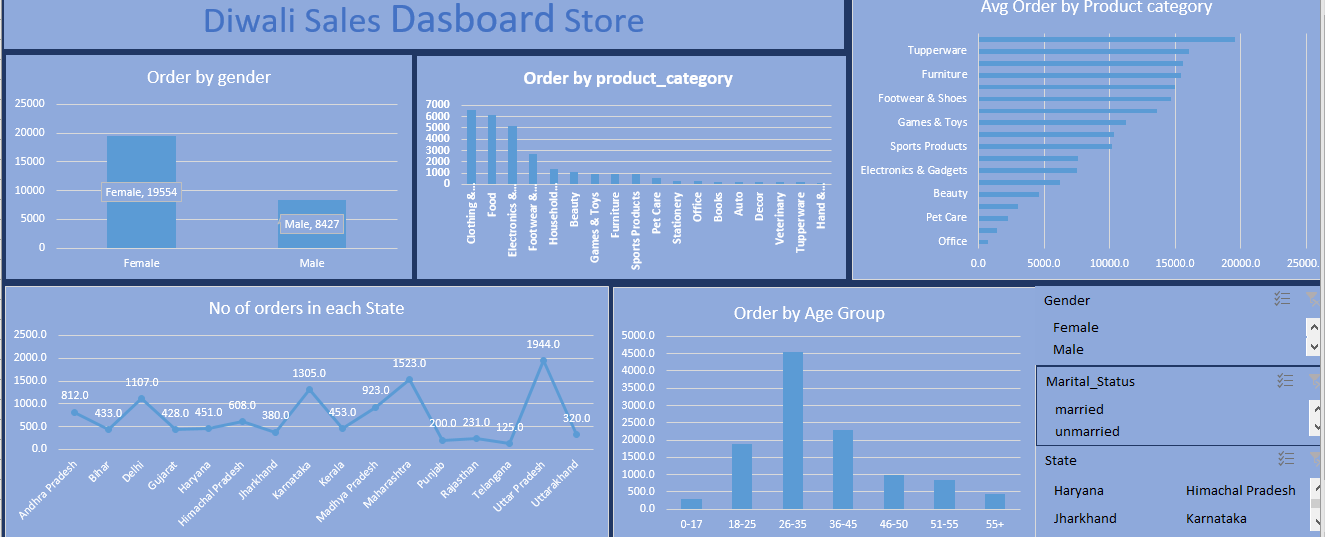 Diwali Sales Dasboard Store
Avg Order by Product category
Tupperware
Furniture
Footwear & Shoes
Games & Toys
Sports Products
Electronics & Gadgets
Beauty
Pet Care
Office
0.0 5000.0 10000.0 15000.0 20000.0 25000.
Order by gender
25000
20000
15000
10000
5000
0
Female, 19554
Male, 8427
Female Male
Order by product_category
7000
6000
5000
4000
3000
2000
1000
0
Clothing &...
Food
Electronics &...
Footwear &...
Household...
Beauty
Games & Toys
Furniture
Sports Products
Pet Care
Stationery
Office
Books
Auto
Decor
Veterinary
Tupperware
Hand &...
No of orders in each State
2500.0
2000.0
1500.0
1000.0
500.0
0.0
812.0
433.0
1107.0
428.0
451.0
608.0
380.0
1305.0
453.0
923.0
1523.0
200.0
231.0
125.0
1944.0
320.0
Andhra Pradesh
Bihar
Delhi
Gujarat
Haryana
Himachal Pradesh
Jharkhand
Karnataka
Kerala
Madhya Pradesh
Maharashtra
Punjab
Rajasthan
Telangana
Uttar Pradesh
Uttarakhand
Order by Age Group
5000.0
4500.0
4000.0
3500.0
3000.0
2500.0
2000.0
1500.0
1000.0
500.0
0.0
0-17 18-25 26-35 36-45 46-50 51-55 55+
Gender
Female
Male
Marital_Status
married
unmarried
State
Haryana Himachal Pradesh
Jharkhand Karnataka